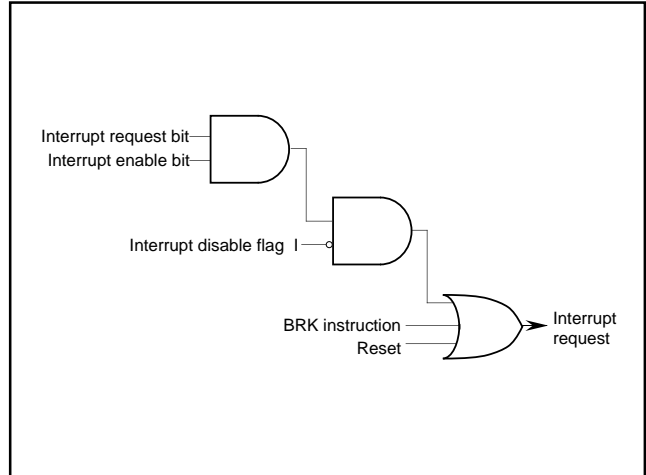 Interrupt request bit
Interrupt enable bit
Interrupt disable flag I
BRK instruction
Reset
Interrupt
request